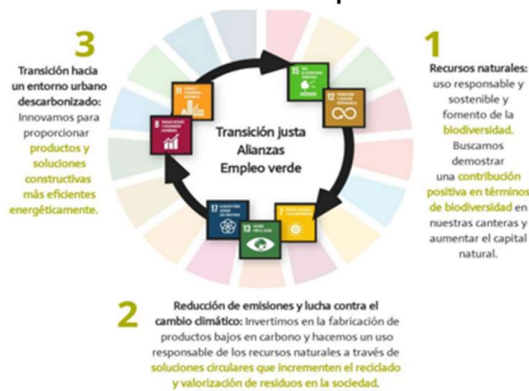 3
Transición hacia
un entorno urbano
descarbonizado:
Innovamos para
proporcionar
productos y
soluciones
constructivas
más eficientes
energéticamente.
11
15
12
8
17
13
7
Transición justa
Alianzas
Empleo verde
1
Recursos naturales:
uso responsable y
sostenible y
fomento de la
biodiversidad.
Buscamos
demostrar
una contribución
positiva en términos
de biodiversidad en
nuestras canteras y
aumentar el capital
natural.
2
Reducción de emisiones y lucha contra el
cambio climático: Invertimos en la fabricación de
productos bajos en carbono y hacemos un uso
responsable de los recursos naturales a través de
soluciones circulares que incrementen el reciclado
y valorización de residuos en la sociedad.